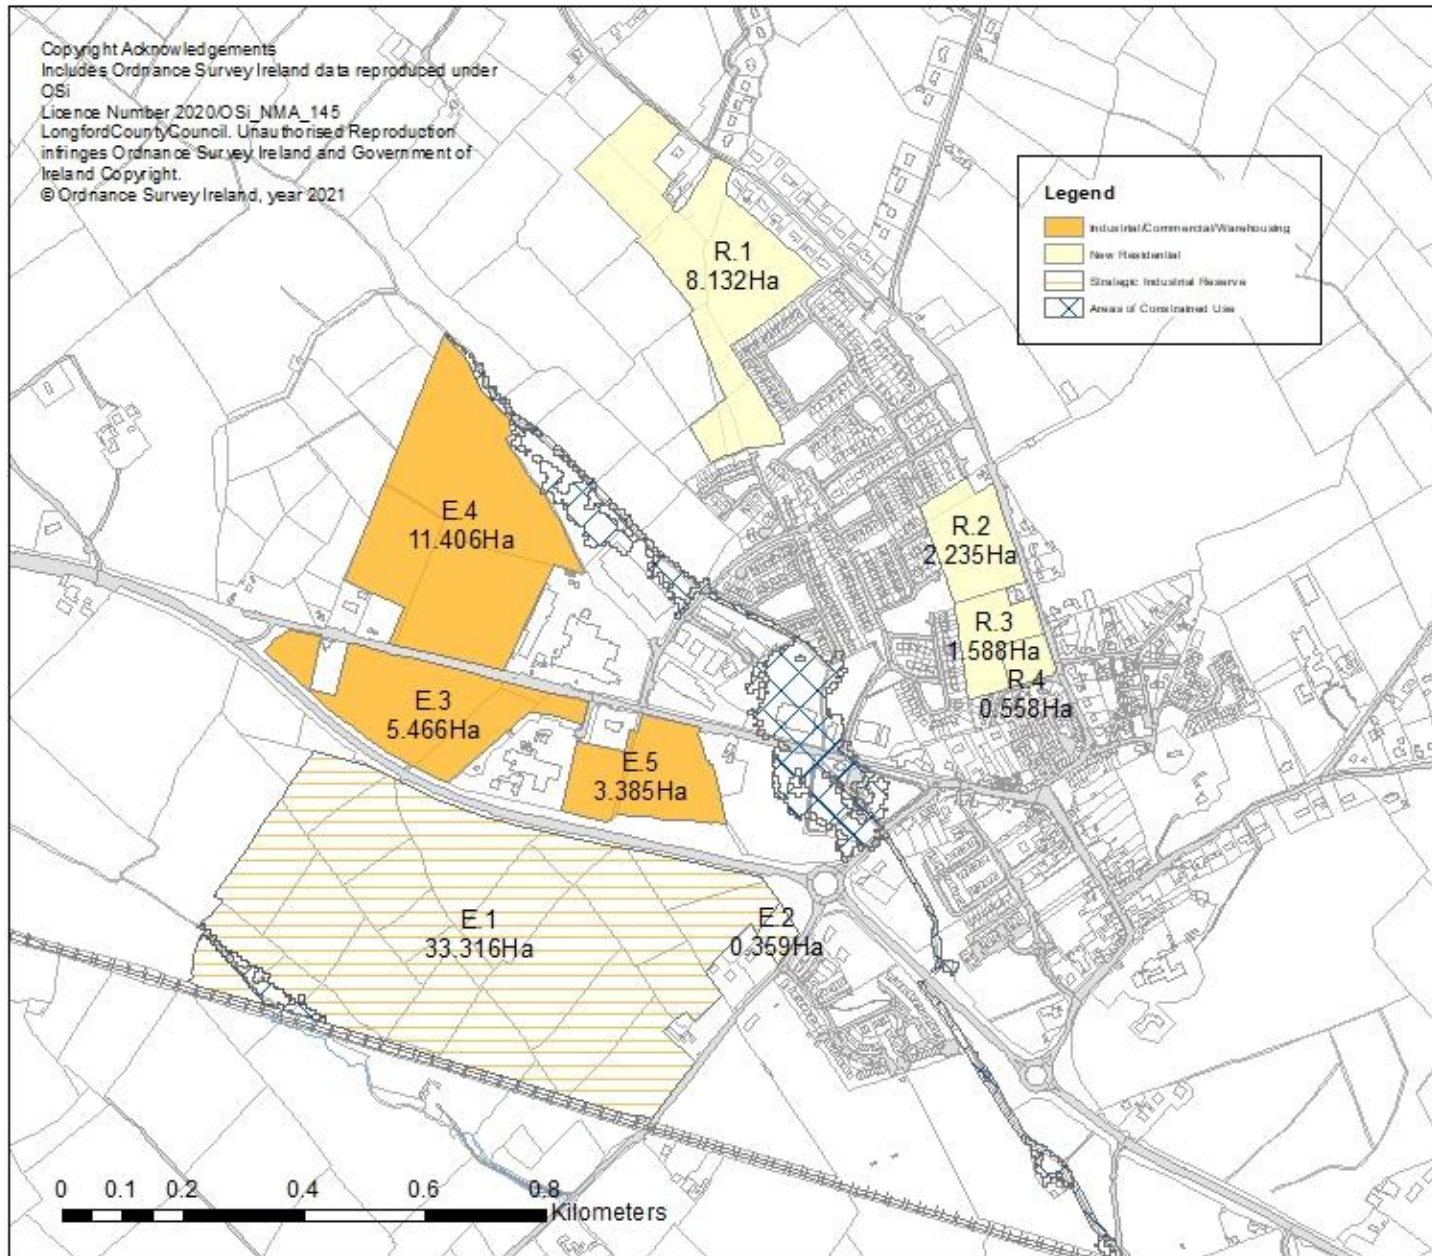 Copyright Acknowledgements
Includes Ordnance Survey Ireland data reproduced under
OSi
Licence Number 2020/OSi_NMA_145
LongfordCountyCouncil. Unauthorised Reproduction
infringes Ordnance Survey Ireland and Government of
Ireland Copyright.
© Ordnance Survey Ireland, year 2021
Legend
Industrial/Commercial/Warehousing
New Residential
Strategic Industrial Reserve
Areas of Constrained Use
R.1
8.132Ha
E.4
11.406Ha
R.2
2.235Ha
R.3
1.588Ha
R.4
0.558Ha
E.3
5.466Ha
E.5
3.385Ha
E.1
33.316Ha
E.2
0.359Ha
0 0.1 0.2 0.4 0.6 0.8
Kilometers